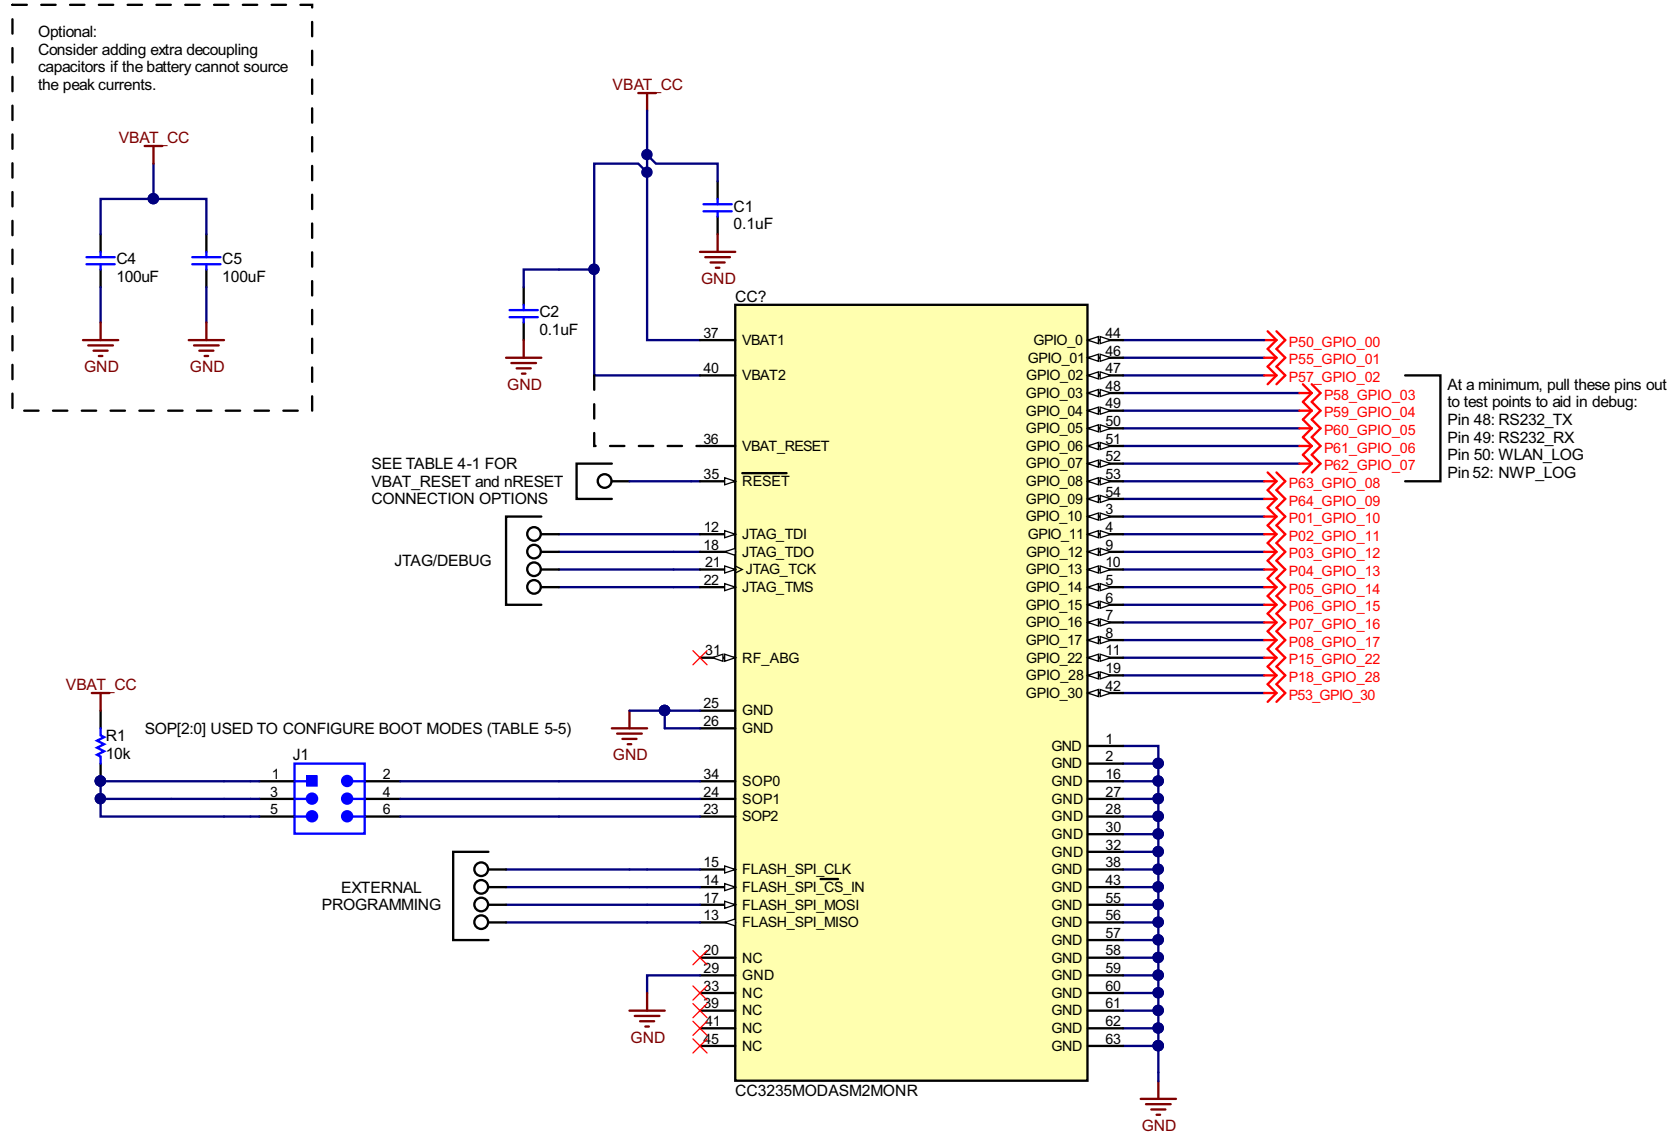 Optional:
Consider adding extra decoupling
capacitors if the battery cannot source
the peak currents.
VBAT_CC
C4
100uF
C5
100uF
GND
GND
VBAT_CC
C1
0.1uF
GND
C2
0.1uF
GND
CC?
37 VBAT1
40 VBAT2
36 VBAT_RESET
35 RESET
SEE TABLE 4-1 FOR
VBAT_RESET and nRESET
CONNECTION OPTIONS
JTAG/DEBUG
12 JTAG_TDI
18 JTAG_TDO
21 JTAG_TCK
22 JTAG_TMS
31 RF_ABG
25 GND
26 GND
GND
VBAT_CC
R1
10k
SOP[2:0] USED TO CONFIGURE BOOT MODES (TABLE 5-5)
J1
1 2
3 4
5 6
34 SOP0
24 SOP1
23 SOP2
EXTERNAL
PROGRAMMING
15 FLASH_SPI_CLK
14 FLASH_SPI_CS_IN
17 FLASH_SPI_MOSI
13 FLASH_SPI_MISO
20 NC
29 GND
33 NC
39 NC
41 NC
45 NC
GND
GPIO_0 44 P50_GPIO_00
GPIO_01 46 P55_GPIO_01
GPIO_02 47 P57_GPIO_02
GPIO_03 48 P58_GPIO_03
GPIO_04 49 P59_GPIO_04
GPIO_05 50 P60_GPIO_05
GPIO_06 51 P61_GPIO_06
GPIO_07 52 P62_GPIO_07
GPIO_08 53 P63_GPIO_08
GPIO_09 54 P64_GPIO_09
GPIO_10 3 P01_GPIO_10
GPIO_11 4 P02_GPIO_11
GPIO_12 9 P03_GPIO_12
GPIO_13 10 P04_GPIO_13
GPIO_14 5 P05_GPIO_14
GPIO_15 6 P06_GPIO_15
GPIO_16 7 P07_GPIO_16
GPIO_17 8 P08_GPIO_17
GPIO_22 11 P15_GPIO_22
GPIO_28 19 P18_GPIO_28
GPIO_30 42 P53_GPIO_30
At a minimum, pull these pins out
to test points to aid in debug:
Pin 48: RS232_TX
Pin 49: RS232_RX
Pin 50: WLAN_LOG
Pin 52: NWP_LOG
GND 1
GND 2
GND 16
GND 27
GND 28
GND 30
GND 32
GND 38
GND 43
GND 55
GND 56
GND 57
GND 58
GND 59
GND 60
GND 61
GND 62
GND 63
CC3235MODASM2MONR
GND